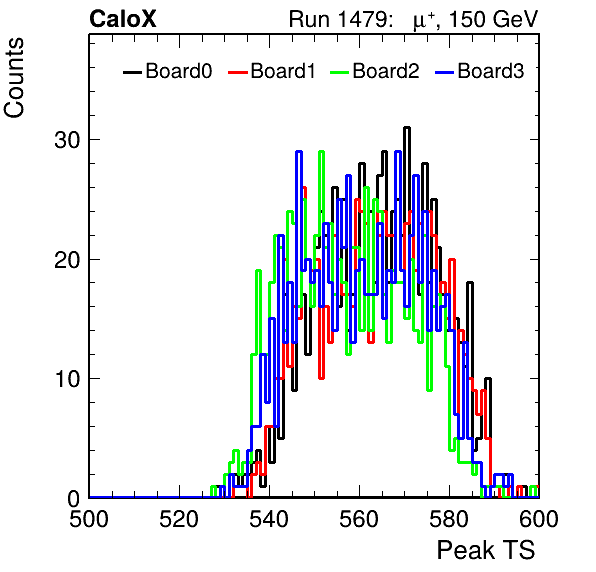 CaloX Run 1479: μ⁺, 150 GeV
Counts
Board0 Board1 Board2 Board3
30
20
10
0
500 520 540 560 580 600
Peak TS